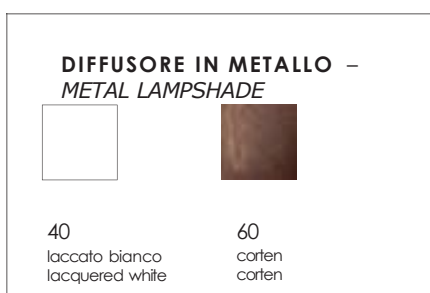 DIFFUSORE IN METALLO –
METAL LAMPSHADE
40
laccato bianco
lacquered white
60
corten
corten